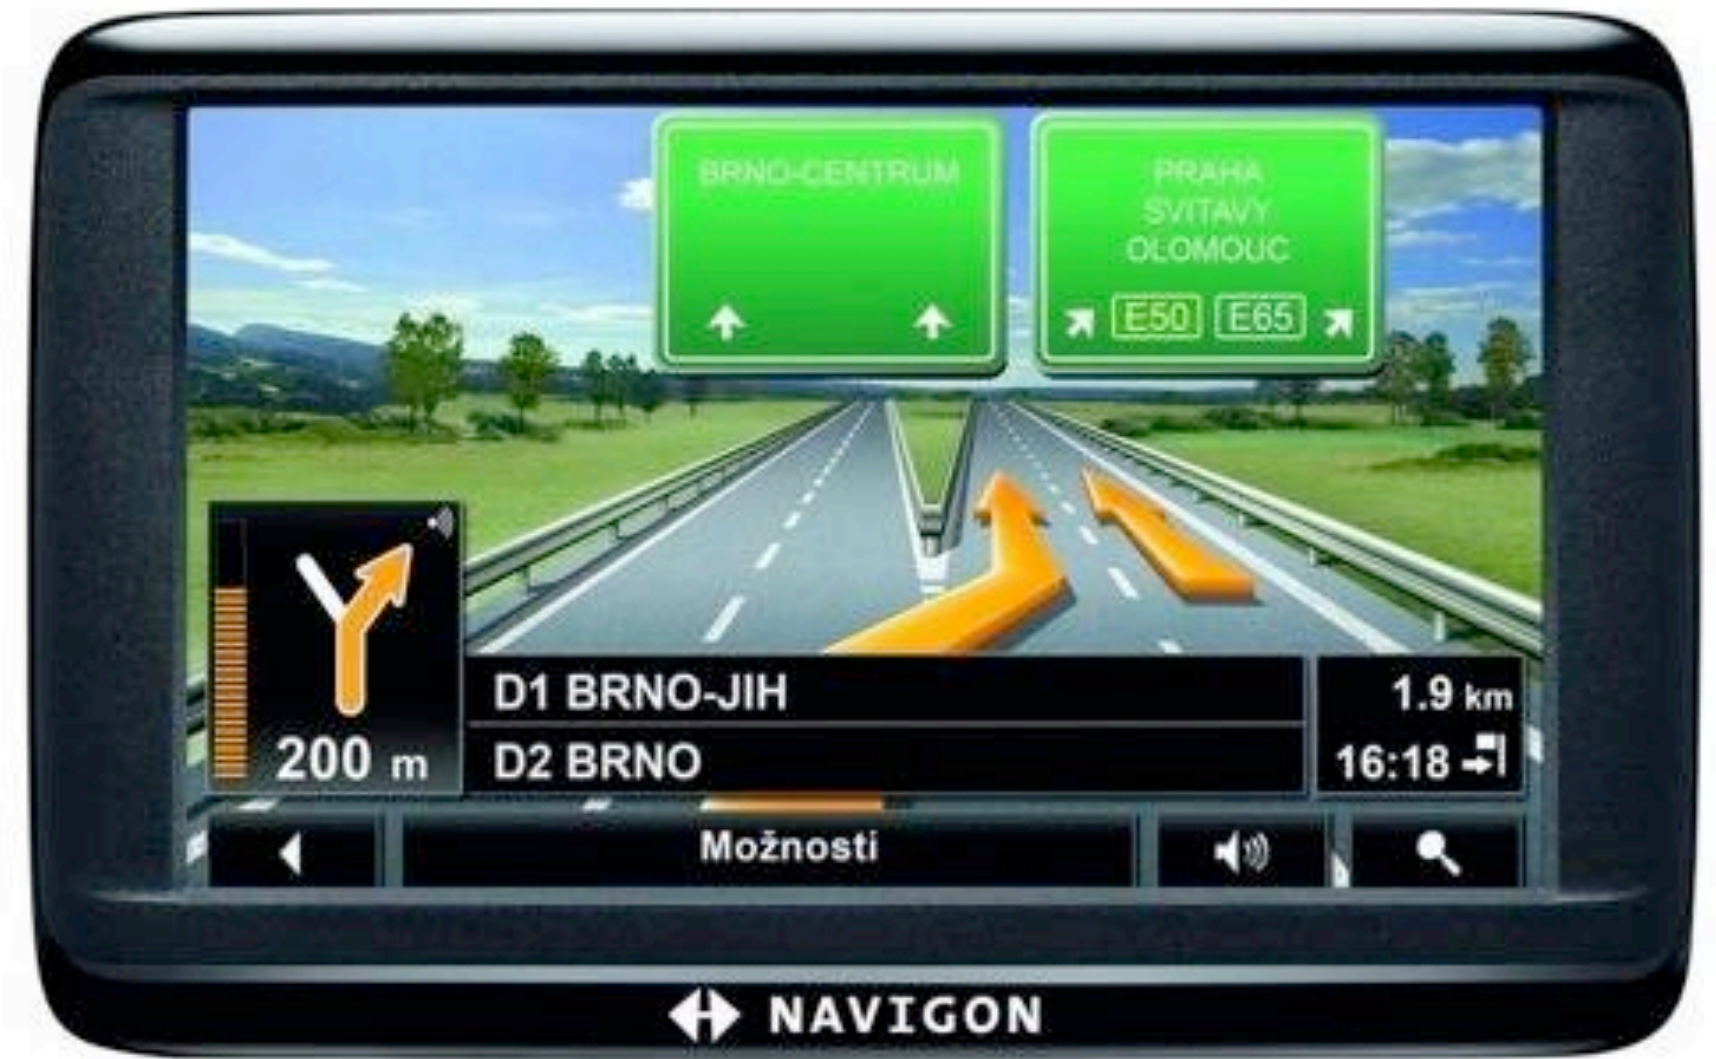 BRNO-CENTRUM
PRAHA
SVITAVY
OLOMOUC
E50 E65
D1 BRNO-JIH
1.9 km
200 m
D2 BRNO
16:18
Možnosti
NAVIGON